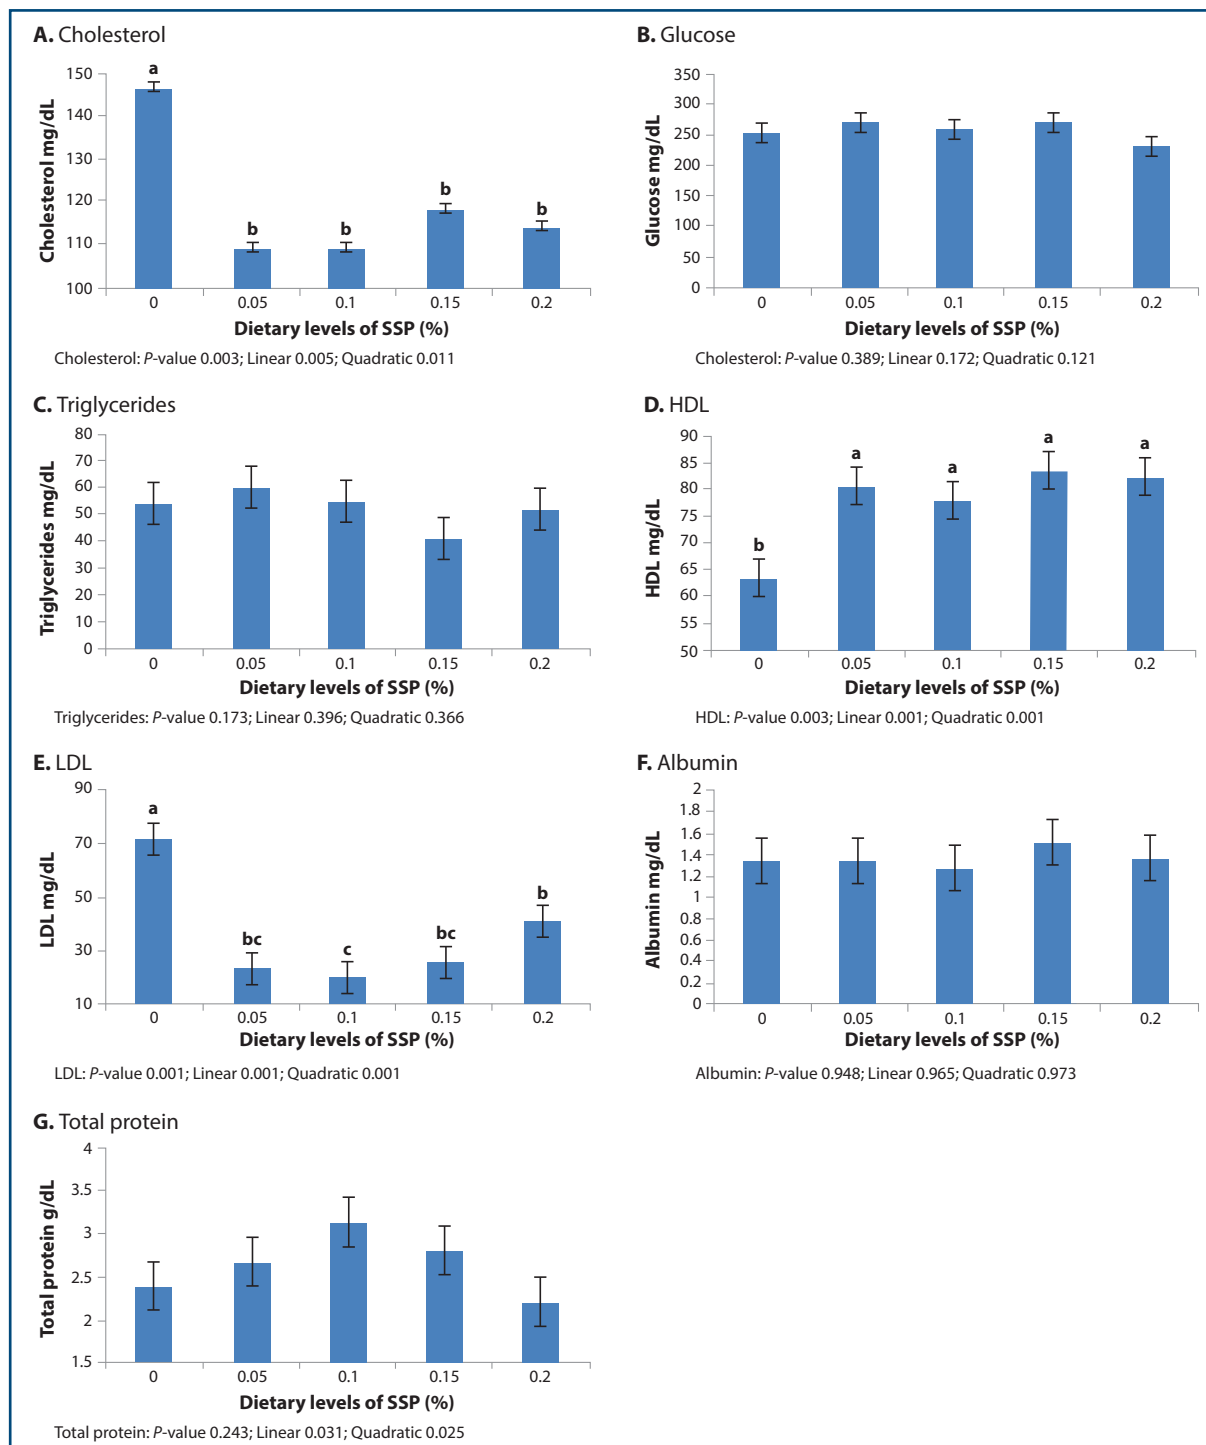 A. Cholesterol
150
140
130
120
110
100
Cholesterol mg/dL
a
b
b
b
b
0 0.05 0.1 0.15 0.2
Dietary levels of SSP (%)
Cholesterol: P-value 0.003; Linear 0.005; Quadratic 0.011
B. Glucose
350
300
250
200
150
100
50
0
Glucose mg/dL
0 0.05 0.1 0.15 0.2
Dietary levels of SSP (%)
Cholesterol: P-value 0.389; Linear 0.172; Quadratic 0.121
C. Triglycerides
80
70
60
50
40
30
20
10
0
Triglycerides mg/dL
0 0.05 0.1 0.15 0.2
Dietary levels of SSP (%)
Triglycerides: P-value 0.173; Linear 0.396; Quadratic 0.366
D. HDL
90
85
80
75
70
65
60
55
50
HDL mg/dL
b
a
a
a
a
0 0.05 0.1 0.15 0.2
Dietary levels of SSP (%)
HDL: P-value 0.003; Linear 0.001; Quadratic 0.001
E. LDL
90
70
50
30
10
LDL mg/dL
a
bc
c
bc
b
0 0.05 0.1 0.15 0.2
Dietary levels of SSP (%)
LDL: P-value 0.001; Linear 0.001; Quadratic 0.001
F. Albumin
2
1.8
1.6
1.4
1.2
1
0.8
0.6
0.4
0.2
0
Albumin mg/dL
0 0.05 0.1 0.15 0.2
Dietary levels of SSP (%)
Albumin: P-value 0.948; Linear 0.965; Quadratic 0.973
G. Total protein
4
3.5
3
2.5
2
1.5
Total protein g/dL
0 0.05 0.1 0.15 0.2
Dietary levels of SSP (%)
Total protein: P-value 0.243; Linear 0.031; Quadratic 0.025